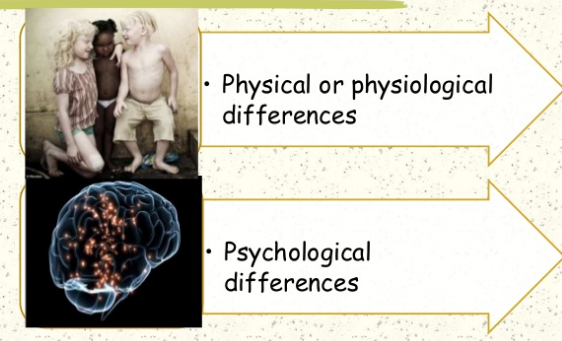 • Physical or physiological
differences
• Psychological
differences